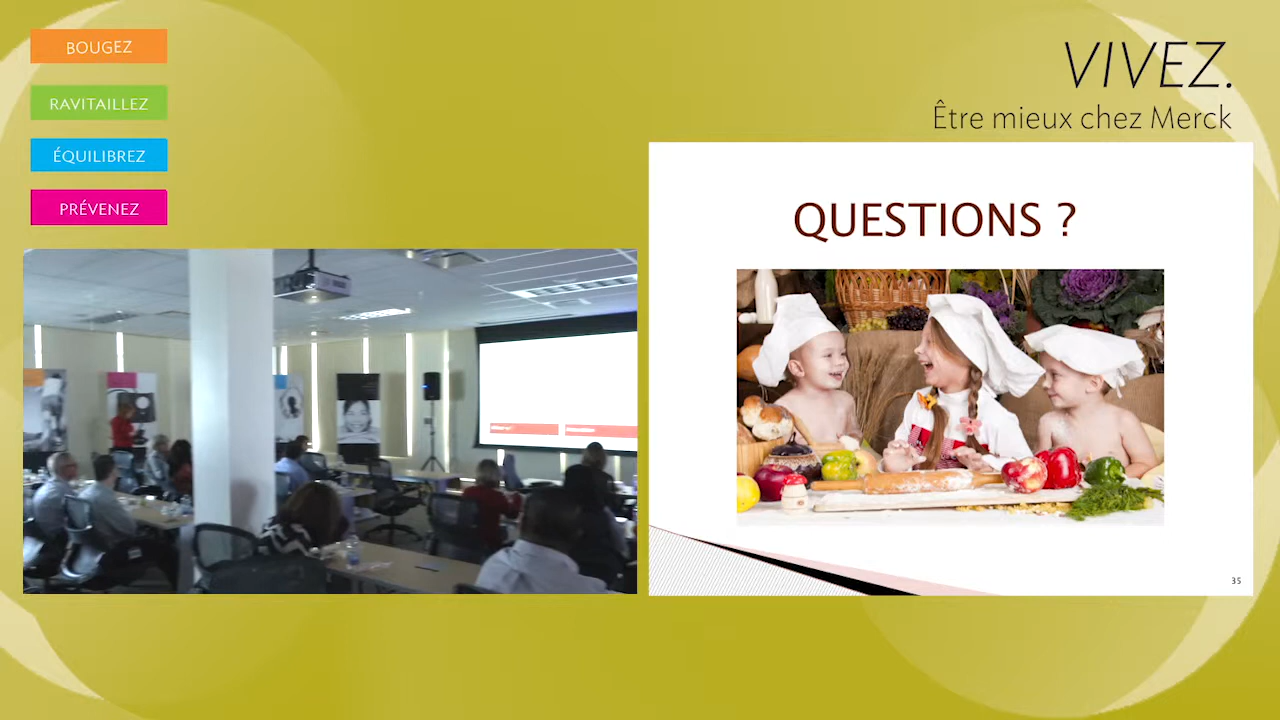 BOUGEZ
RAVITAILLEZ
ÉQUILIBREZ
PRÉVENEZ
VIVEZ.
Être mieux chez Merck
QUESTIONS ?
35